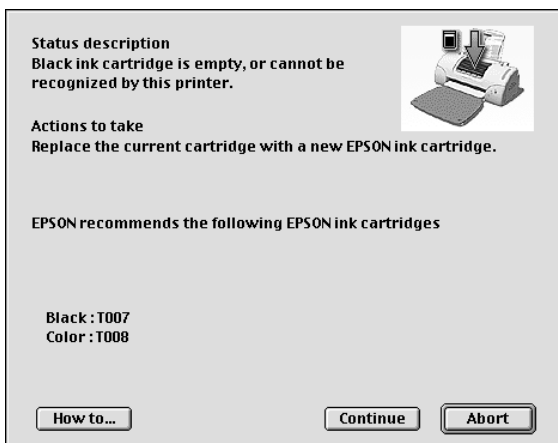 Status description
Black ink cartridge is empty, or cannot be
recognized by this printer.
Actions to take
Replace the current cartridge with a new EPSON ink cartridge.
EPSON recommends the following EPSON ink cartridges
Black : T007
Color : T008
How to...
Continue
Abort